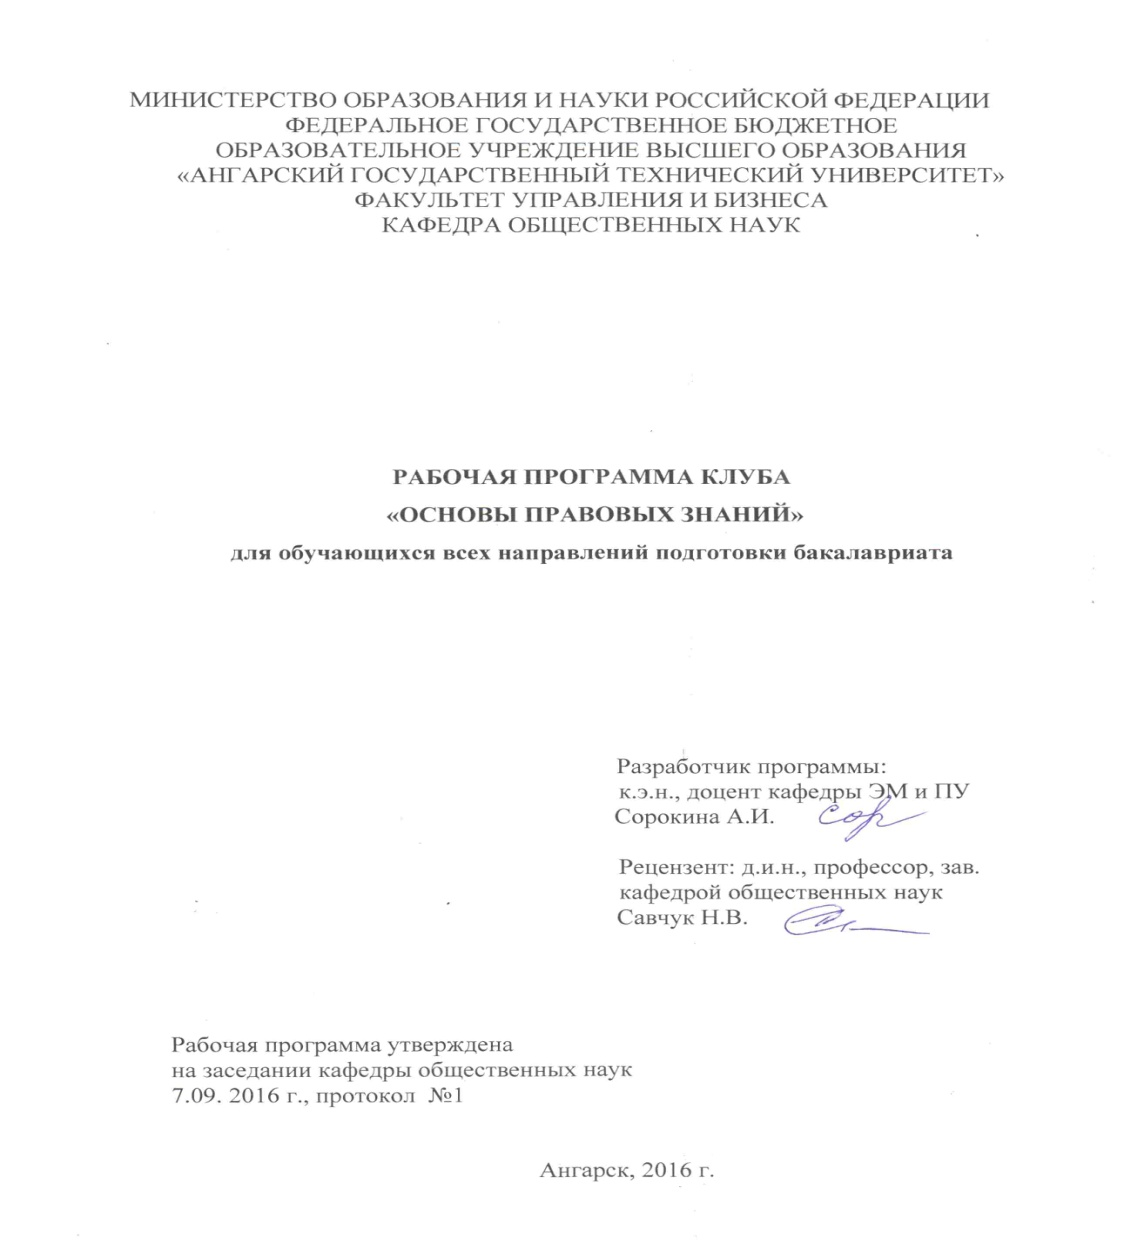 МИНИСТЕРСТВО ОБРАЗОВАНИЯ И НАУКИ РОССИЙСКОЙ ФЕДЕРАЦИИ
ФЕДЕРАЛЬНОЕ ГОСУДАРСТВЕННОЕ БЮДЖЕТНОЕ
ОБРАЗОВАТЕЛЬНОЕ УЧРЕЖДЕНИЕ ВЫСШЕГО ОБРАЗОВАНИЯ
«АНГАРСКИЙ ГОСУДАРСТВЕННЫЙ ТЕХНИЧЕСКИЙ УНИВЕРСИТЕТ»
ФАКУЛЬТЕТ УПРАВЛЕНИЯ И БИЗНЕСА
КАФЕДРА ОБЩЕСТВЕННЫХ НАУК
РАБОЧАЯ ПРОГРАММА КЛУБА
«ОСНОВЫ ПРАВОВЫХ ЗНАНИЙ»
для обучающихся всех направлений подготовки бакалавриата
Разработчик программы:
к.э.н., доцент кафедры ЭМ и ПУ
Сорокина А.И. Сор
Рецензент: д.и.н., профессор, зав.
кафедрой общественных наук
Савчук Н.В.
Рабочая программа утверждена
на заседании кафедры общественных наук
7.09. 2016 г., протокол №1
Ангарск, 2016 г.